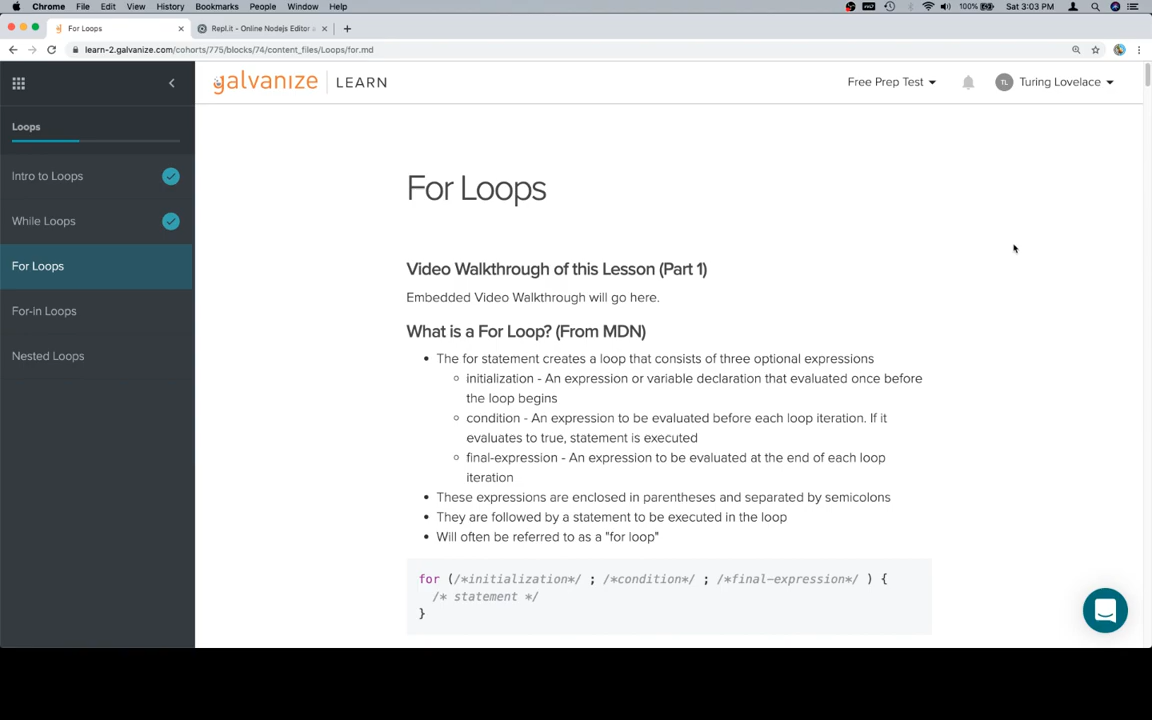 Chrome File Edit View History Bookmarks People Window Help 100% Sat 3:03 PM
For Loops Repl.it - Online Nodejs Editor
learn-2.galvanize.com/cohorts/775/blocks/74/content_files/Loops/for.md
galvanize LEARN Free Prep Test TL Turing Lovelace
Loops
Intro to Loops
While Loops
For Loops
For-in Loops
Nested Loops
For Loops
Video Walkthrough of this Lesson (Part 1)
Embedded Video Walkthrough will go here.
What is a For Loop? (From MDN)
• The for statement creates a loop that consists of three optional expressions
◦ initialization - An expression or variable declaration that evaluated once before
the loop begins
◦ condition - An expression to be evaluated before each loop iteration. If it
evaluates to true, statement is executed
◦ final-expression - An expression to be evaluated at the end of each loop
iteration
• These expressions are enclosed in parentheses and separated by semicolons
• They are followed by a statement to be executed in the loop
• Will often be referred to as a "for loop"
for (/*initialization*/ ; /*condition*/ ; /*final-expression*/ ) {
/* statement */
}